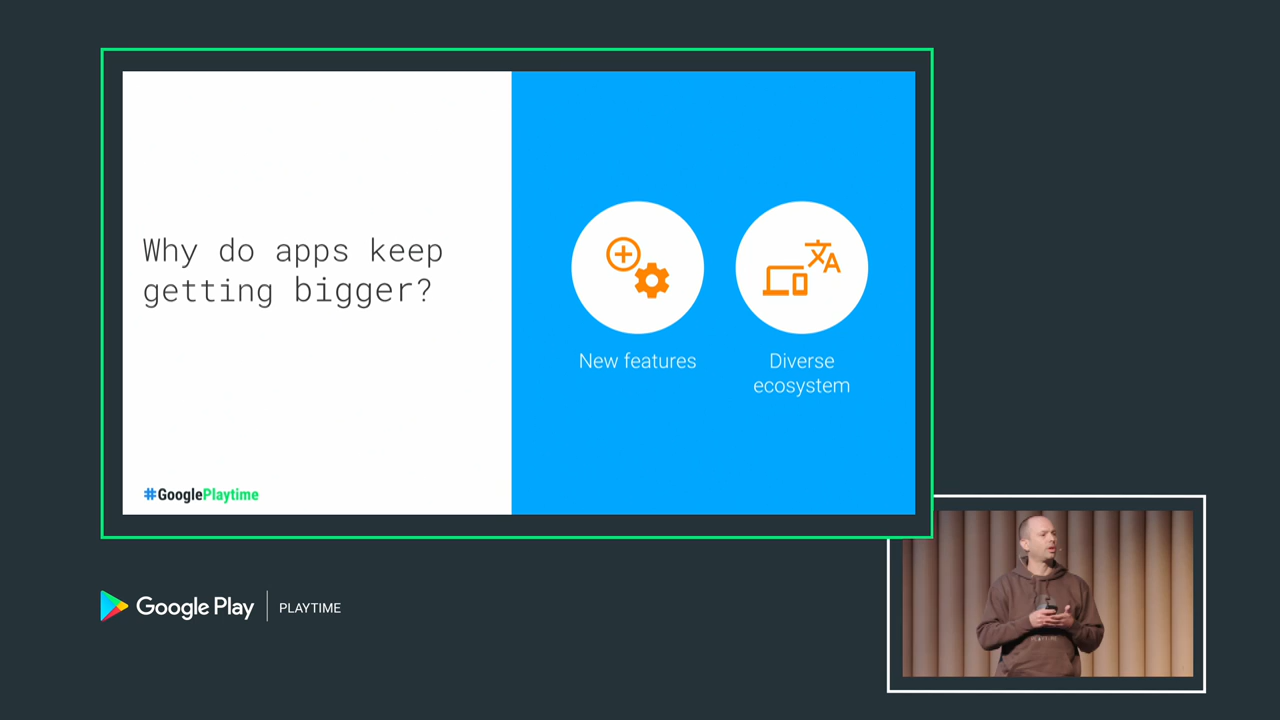 Why do apps keep
getting bigger?
New features
Diverse
ecosystem
#GooglePlaytime
Google Play
PLAYTIME